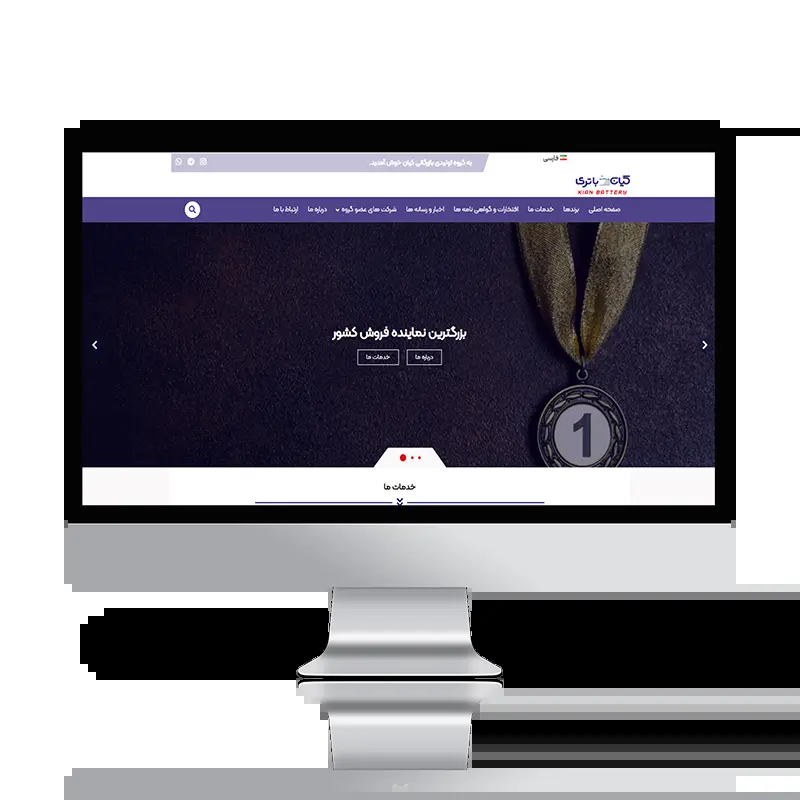 به گروه تولیدی بازرگانی کیان خوش آمدید.
فارسی
کیان باتری
KIAN BATTERY
صفحه اصلی برندها خدمات ما افتخارات و گواهی نامه ها اخبار و رسانه ها شرکت های عضو گروه درباره ما ارتباط با ما
بزرگترین نماینده فروش کشور
درباره ما خدمات ما
1
خدمات ما